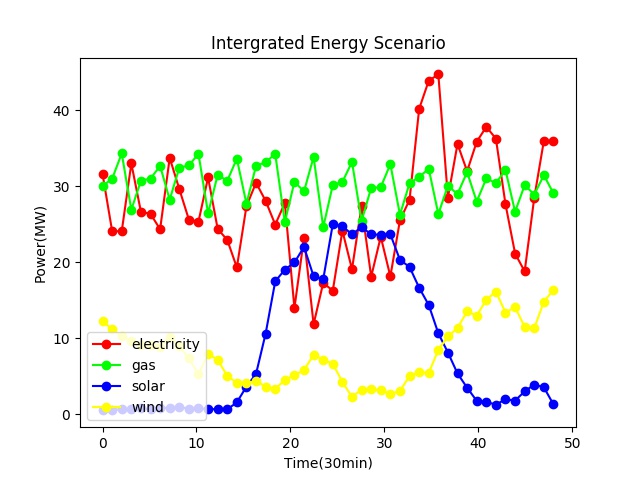 Intergrated Energy Scenario
Power(MW)
40
30
20
10
0
electricity
gas
solar
wind
0 10 20 30 40 50
Time(30min)